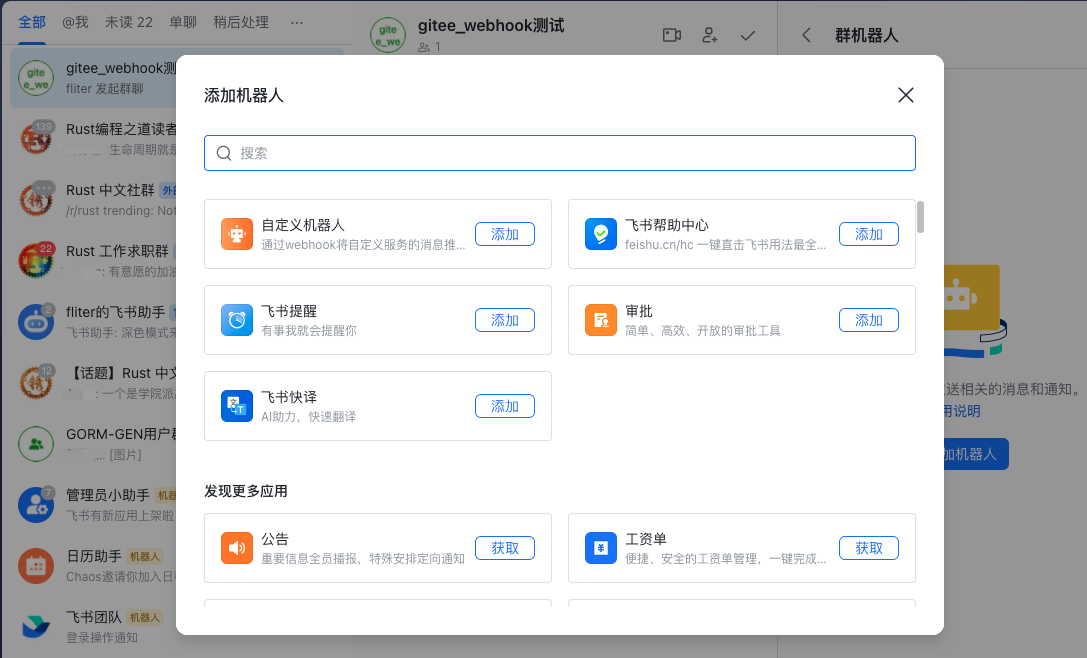 全部 @我 未读 22 单聊 稍后处理 ...
gite
e_we
gitee_webhook测
fliter 发起群聊
139
Rust编程之道读者
生命周期就是
Rust 中文社群 外
/r/rust trending: Not
22
Rust 工作求职群
: 有意愿的加
2
fliter的飞书助手
飞书助手: 深色模式来
12
【话题】Rust 中文
: 一个是学院派
GORM-GEN用户群
... [图片]
7
管理员小助手 机器
飞书有新应用上架啦
日历助手 机器人
Chaos邀请你加入日
飞书团队 机器人
登录操作通知
gite
e_we
gitee_webhook测试
1
群机器人
添加机器人
搜索
自定义机器人
通过webhook将自定义服务的消息推...
添加
飞书帮助中心
feishu.cn/hc 一键直击飞书用法最全...
添加
飞书提醒
有事我就会提醒你
添加
审批
简单、高效、开放的审批工具
添加
飞书快译
AI助力，快速翻译
添加
发现更多应用
公告
重要信息全员播报，特殊安排定向通知
获取
工资单
便捷、安全的工资单管理，一键完成...
获取
送相关的消息和通知。
用说明
加机器人